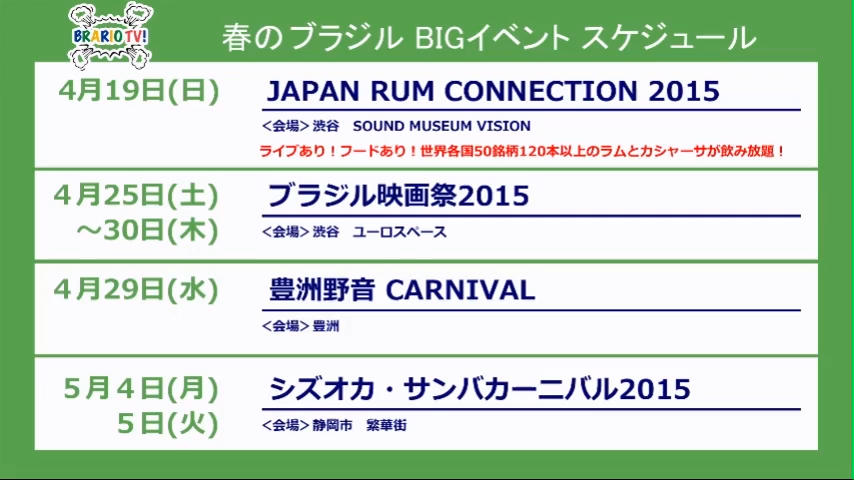 BRARIO TV!
春のブラジル BIGイベント スケジュール
4月19日(日)
JAPAN RUM CONNECTION 2015
<会場>渋谷　SOUND MUSEUM VISION
ライブあり！フードあり！世界各国50銘柄120本以上のラムとカシャーサが飲み放題！
４月25日(土)
～30日(木)
ブラジル映画祭2015
<会場>渋谷　ユーロスペース
４月29日(水)
豊洲野音 CARNIVAL
<会場>豊洲
５月４日(月)
５日(火)
シズオカ・サンバカーニバル2015
<会場>静岡市　繁華街